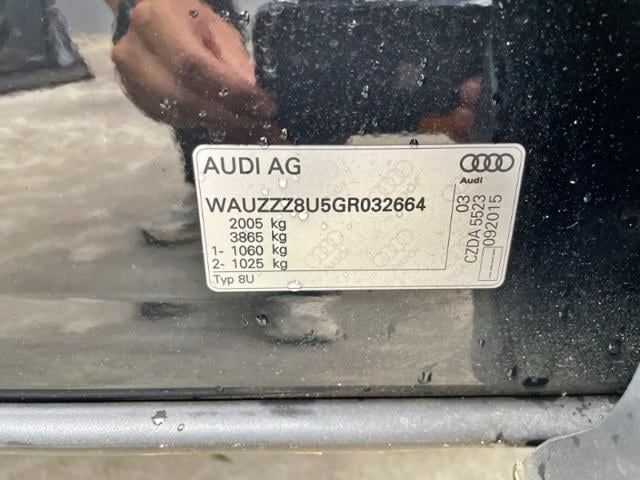 AUDI AG
Audi
WAUZZZ8U5GR032664
2005 kg
3865 kg
1- 1060 kg
2- 1025 kg
Typ 8U
03
CZDA 5523
-----092015